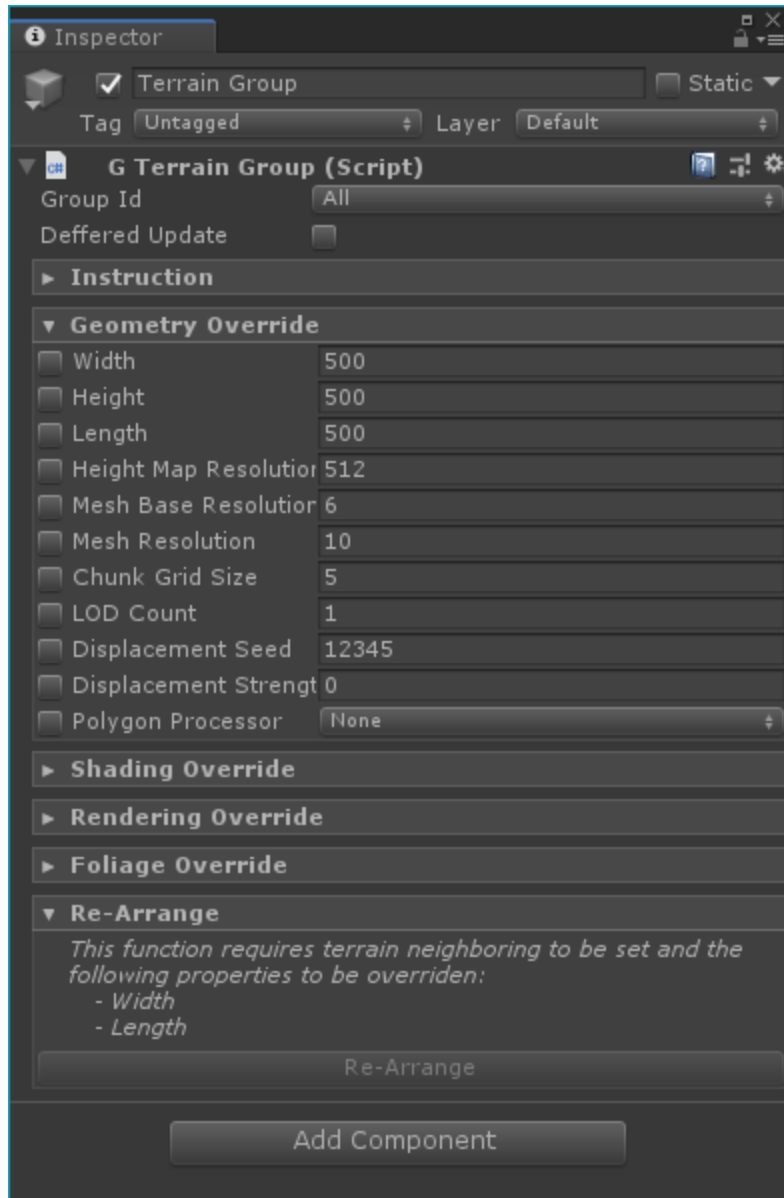 Inspector
Terrain Group Static
Tag Untagged Layer Default
c# G Terrain Group (Script) ?
Group Id All
Deffered Update
Instruction
Geometry Override
Width 500
Height 500
Length 500
Height Map Resolution 512
Mesh Base Resolution 6
Mesh Resolution 10
Chunk Grid Size 5
LOD Count 1
Displacement Seed 12345
Displacement Strengt 0
Polygon Processor None
Shading Override
Rendering Override
Foliage Override
Re-Arrange
This function requires terrain neighboring to be set and the
following properties to be overriden:
- Width
- Length
Re-Arrange
Add Component